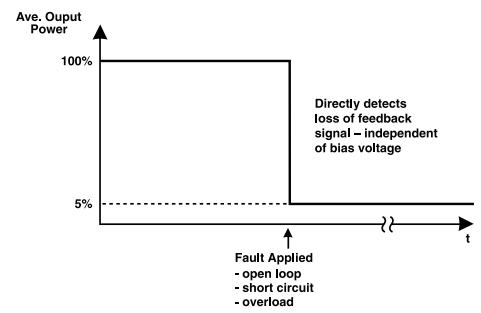 Ave. Ouput
Power
100%
Directly detects
loss of feedback
signal – independent
of bias voltage
5%
t
Fault Applied
- open loop
- short circuit
- overload